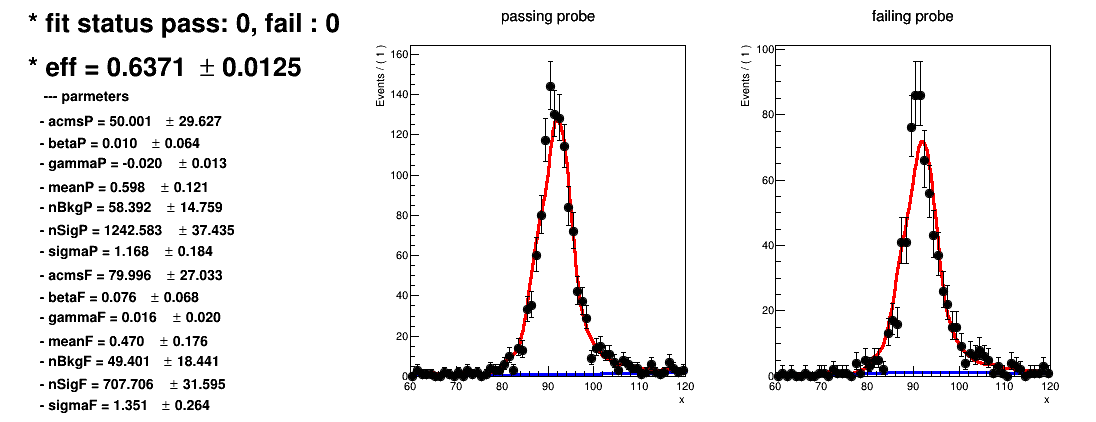 * fit status pass: 0, fail : 0
* eff = 0.6371 ± 0.0125
--- parmeters
- acmsP = 50.001 ± 29.627
- betaP = 0.010 ± 0.064
- gammaP = -0.020 ± 0.013
- meanP = 0.598 ± 0.121
- nBkgP = 58.392 ± 14.759
- nSigP = 1242.583 ± 37.435
- sigmaP = 1.168 ± 0.184
- acmsF = 79.996 ± 27.033
- betaF = 0.076 ± 0.068
- gammaF = 0.016 ± 0.020
- meanF = 0.470 ± 0.176
- nBkgF = 49.401 ± 18.441
- nSigF = 707.706 ± 31.595
- sigmaF = 1.351 ± 0.264
passing probe
Events / ( 1 )
160
140
120
100
80
60
40
20
0
60 70 80 90 100 110 120
x
failing probe
Events / ( 1 )
100
80
60
40
20
0
60 70 80 90 100 110 120
x